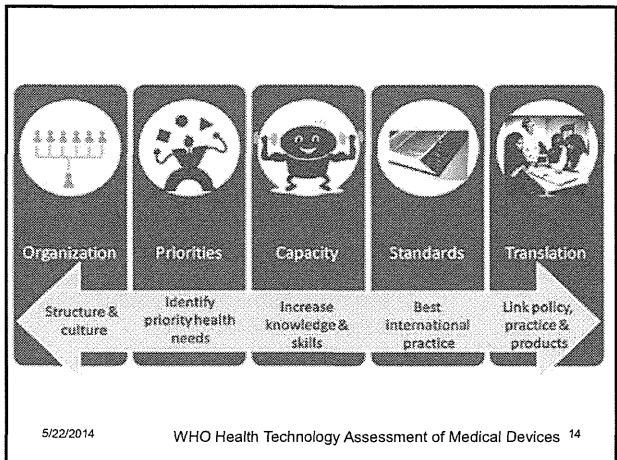 Organization
Priorities
Capacity
Standards
Translation
Structure &
culture
Identify
priority health
needs
Increase
knowledge &
skills
Best
international
practice
Link policy,
practice &
products
5/22/2014
WHO Health Technology Assessment of Medical Devices 14